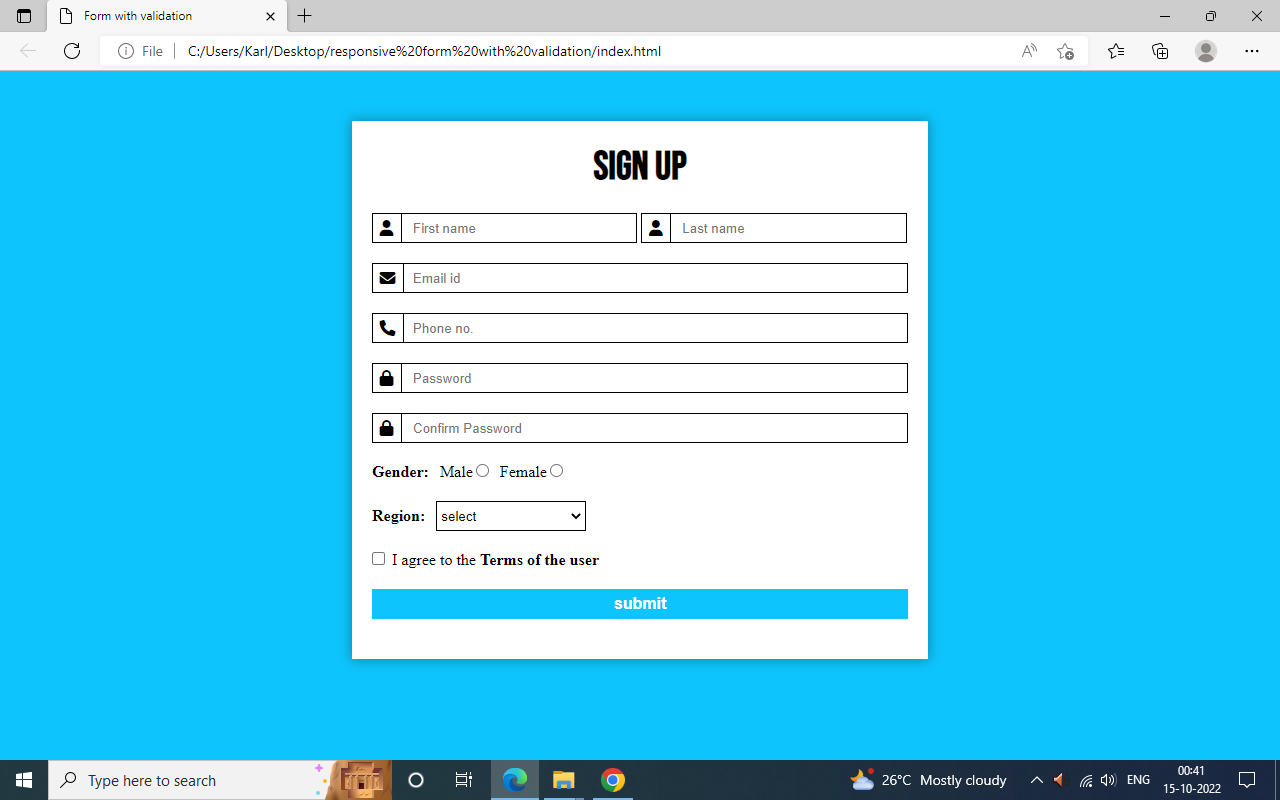 Form with validation
File C:/Users/Karl/Desktop/responsive%20form%20with%20validation/index.html
SIGN UP
First name Last name
Email id
Phone no.
Password
Confirm Password
Gender: Male Female
Region: select
I agree to the Terms of the user
submit
Type here to search 26°C Mostly cloudy ENG 00:41
15-10-2022